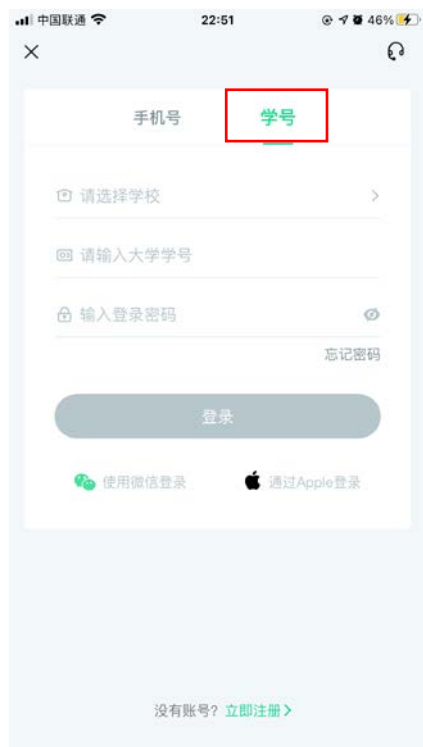 中国联通 22:51 46%
手机号 学号
请选择学校
请输入大学学号
输入登录密码
忘记密码
登录
使用微信登录 通过Apple登录
没有账号? 立即注册